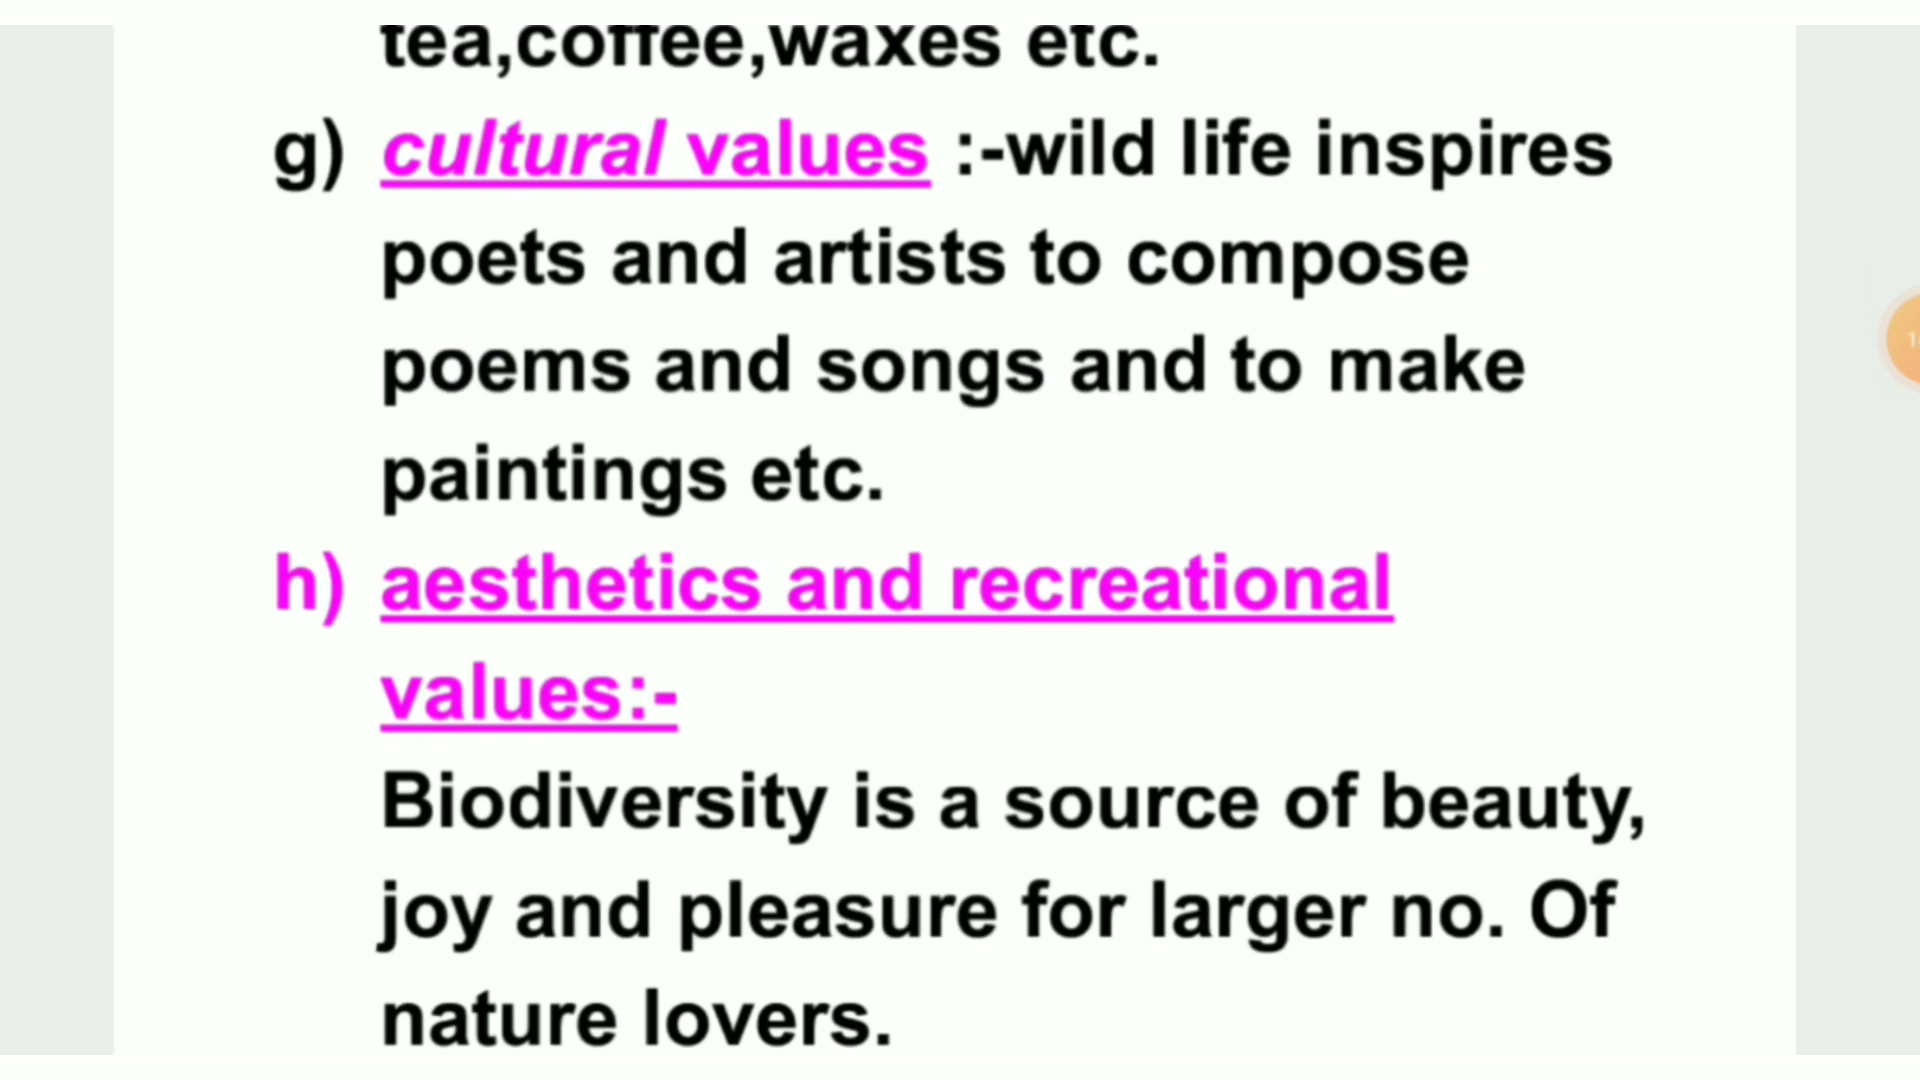 tea,coffee,waxes etc.
g) cultural values :-wild life inspires
poets and artists to compose
poems and songs and to make
paintings etc.
h) aesthetics and recreational
values:-
Biodiversity is a source of beauty,
joy and pleasure for larger no. Of
nature lovers.